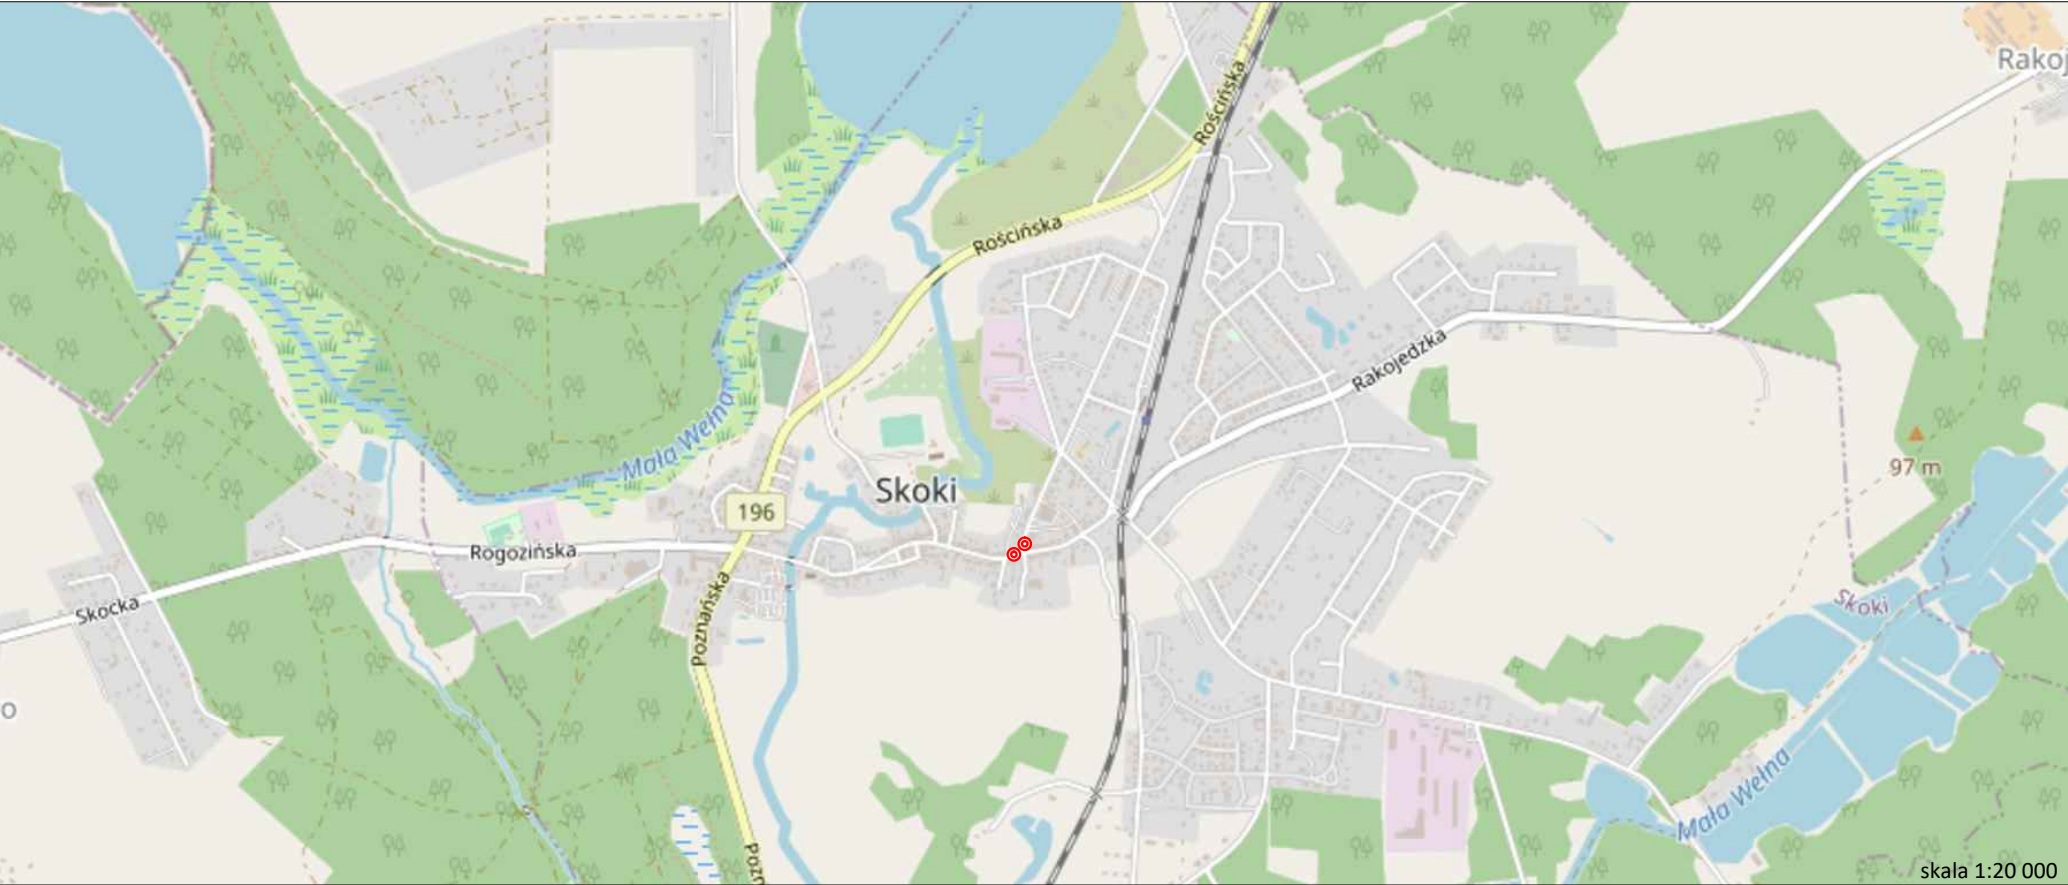 Rakoj
Rościńska
Rościńska
Rakojedzka
Mała Wełna
97 m
Skoki
196
Rogozińska
Skocka
Poznańska
Skoki
o
Mała Wełna
Pozn
skala 1:20 000